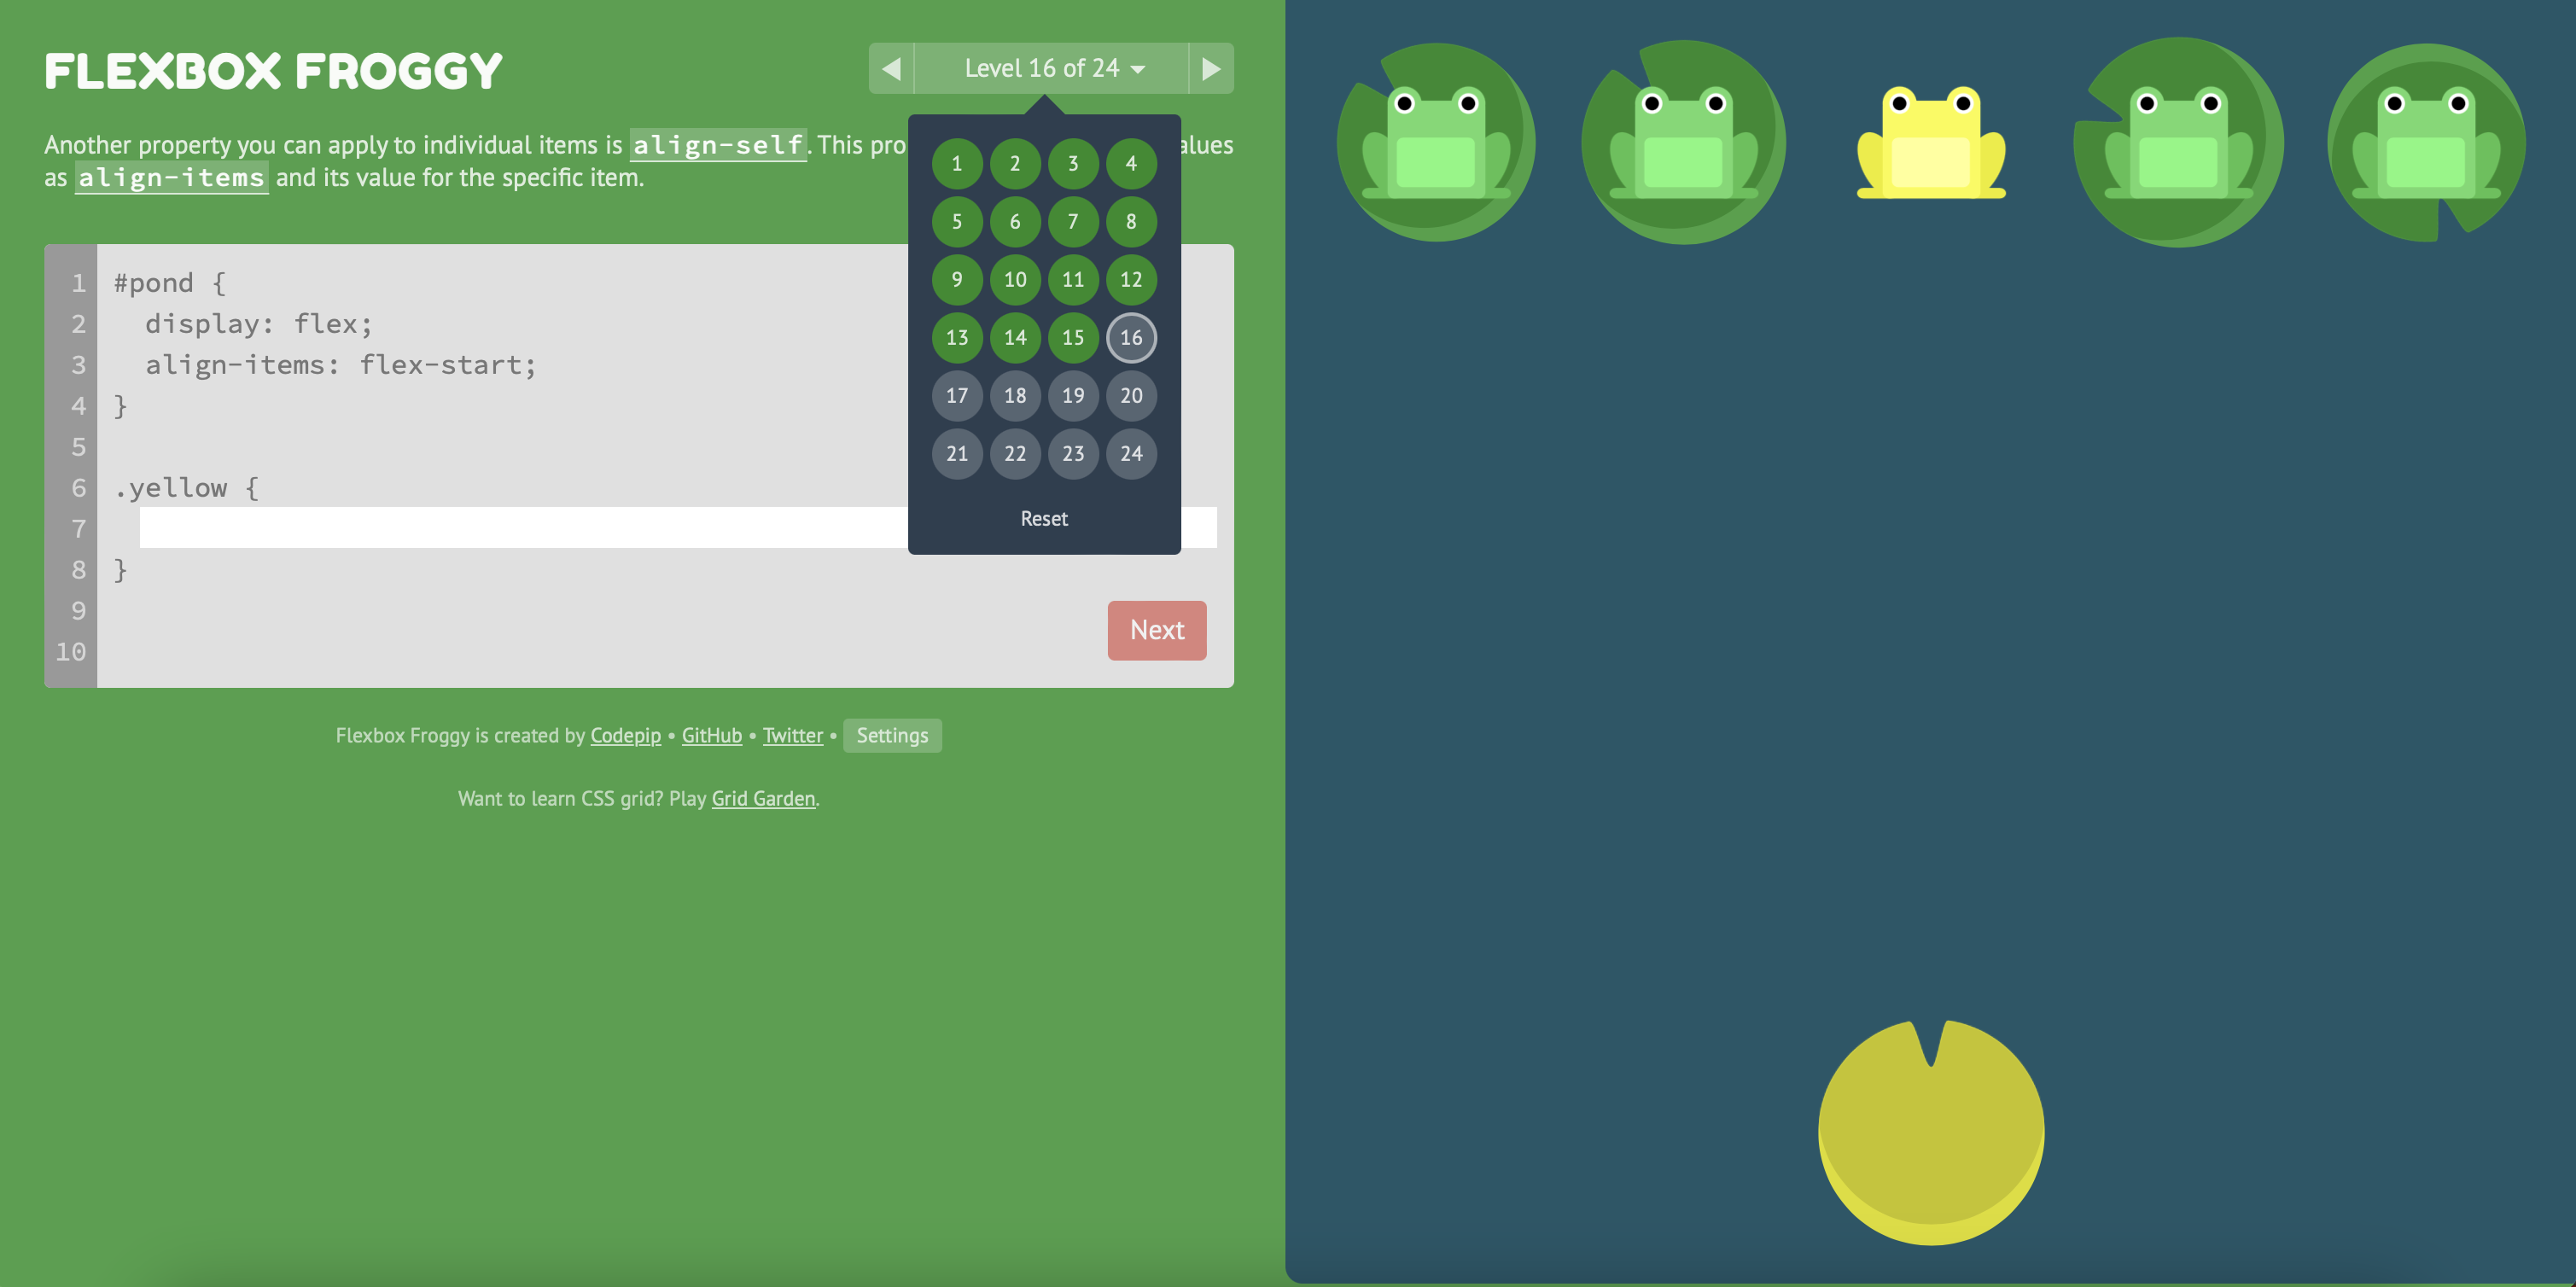 FLEXBOX FROGGY
Level 16 of 24
Another property you can apply to individual items is align-self. This pro alues
as align-items and its value for the specific item.
1 2 3 4
5 6 7 8
9 10 11 12
13 14 15 16
17 18 19 20
21 22 23 24
Reset
1 #pond {
2   display: flex;
3   align-items: flex-start;
4 }
5
6 .yellow {
7
8 }
9
10
Next
Flexbox Froggy is created by Codepip • GitHub • Twitter • Settings
Want to learn CSS grid? Play Grid Garden.